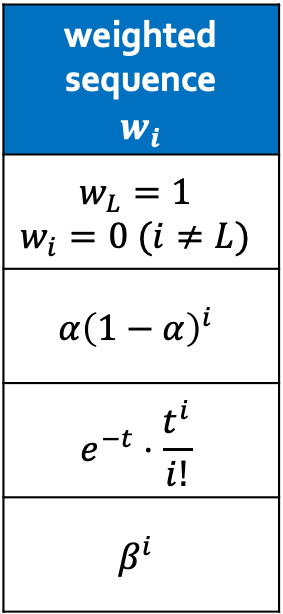 weighted
sequence
w_i
w_L = 1
w_i = 0 (i ≠ L)
α(1 − α)^i
e^{−t} · t^i / i!
β^i